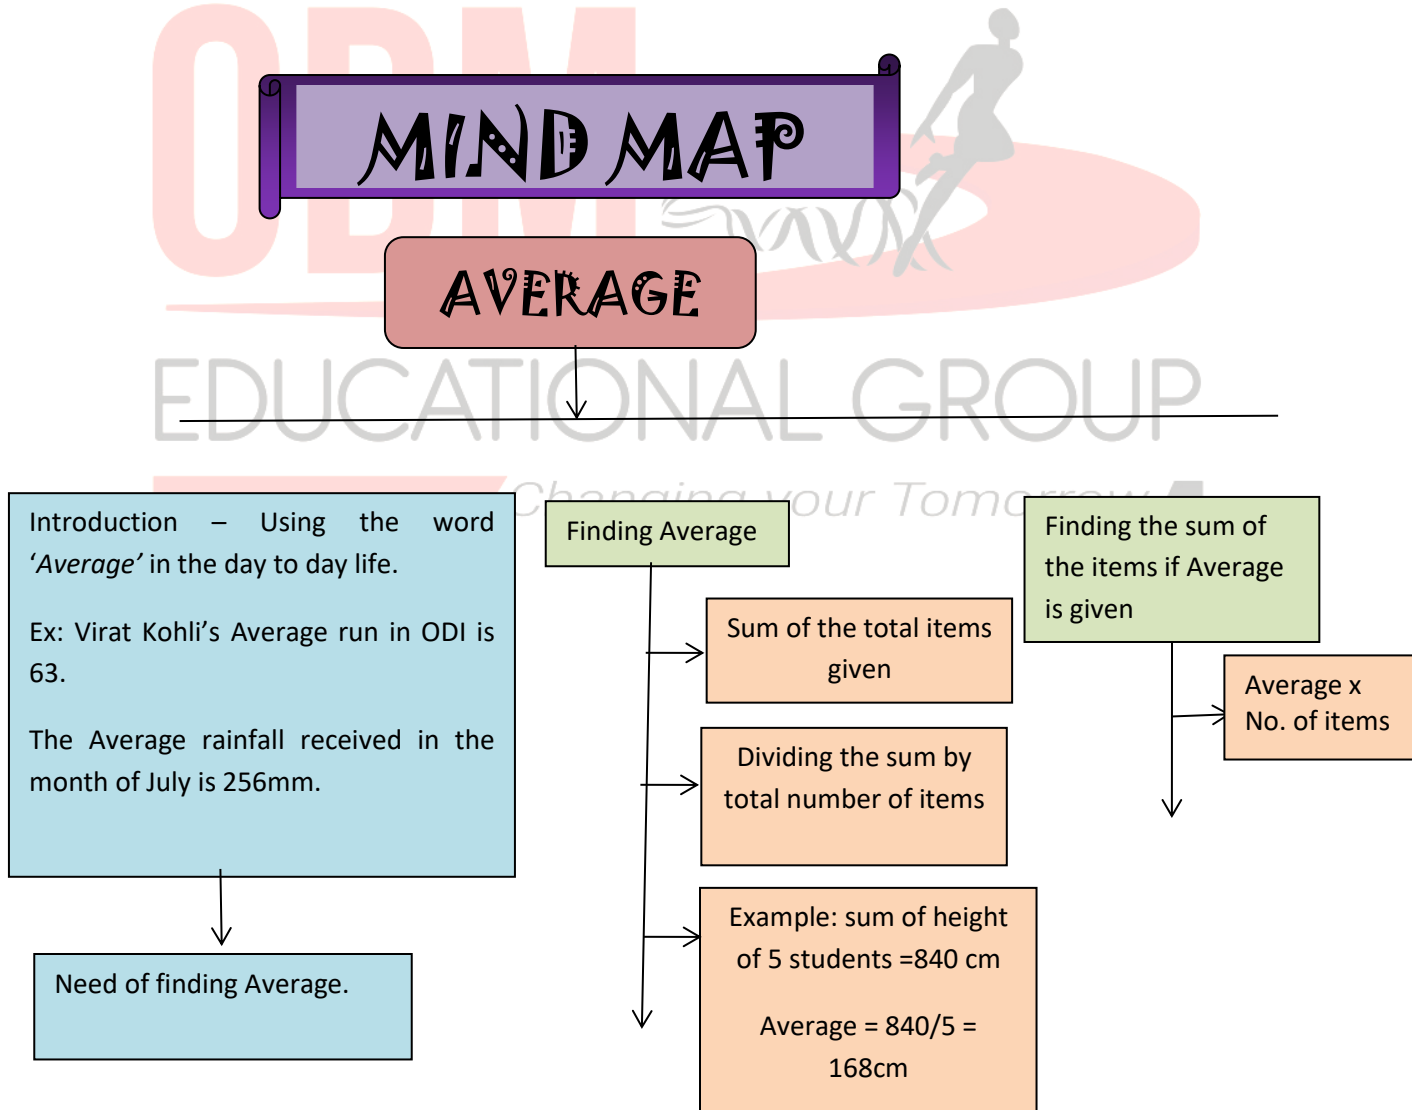 ODM
MIND MAP
AVERAGE
EDUCATIONAL GROUP
Changing your Tomorrow
Introduction – Using the word
‘Average’ in the day to day life.
Ex: Virat Kohli’s Average run in ODI is
63.
The Average rainfall received in the
month of July is 256mm.
Need of finding Average.
Finding Average
Sum of the total items
given
Dividing the sum by
total number of items
Example: sum of height
of 5 students =840 cm
Average = 840/5 =
168cm
Finding the sum of
the items if Average
is given
Average x
No. of items